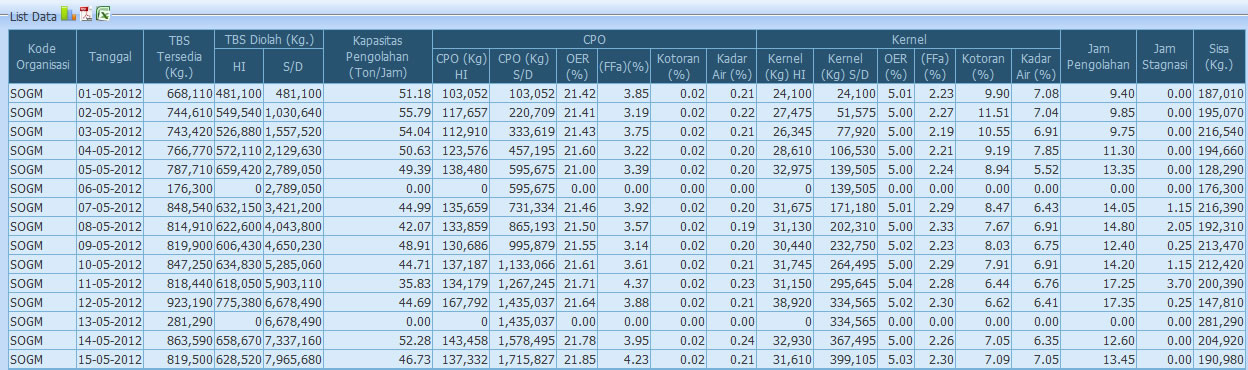 List Data
Kode Organisasi Tanggal TBS Tersedia (Kg.) TBS Diolah (Kg.) Kapasitas Pengolahan (Ton/Jam) CPO Kernel Jam Pengolahan Jam Stagnasi Sisa (Kg.)
HI S/D CPO (Kg) HI CPO (Kg) S/D OER (%) (FFa)(%) Kotoran (%) Kadar Air (%) Kernel (Kg) HI Kernel (Kg) S/D OER (%) (FFa) (%) Kotoran (%) Kadar Air (%)
SOGM 01-05-2012 668,110 481,100 481,100 51.18 103,052 103,052 21.42 3.85 0.02 0.21 24,100 24,100 5.01 2.23 9.90 7.08 9.40 0.00 187,010
SOGM 02-05-2012 744,610 549,540 1,030,640 55.79 117,657 220,709 21.41 3.19 0.02 0.22 27,475 51,575 5.00 2.27 11.51 7.04 9.85 0.00 195,070
SOGM 03-05-2012 743,420 526,880 1,557,520 54.04 112,910 333,619 21.43 3.75 0.02 0.21 26,345 77,920 5.00 2.19 10.55 6.91 9.75 0.00 216,540
SOGM 04-05-2012 766,770 572,110 2,129,630 50.63 123,576 457,195 21.60 3.22 0.02 0.20 28,610 106,530 5.00 2.21 9.19 7.85 11.30 0.00 194,660
SOGM 05-05-2012 787,710 659,420 2,789,050 49.39 138,480 595,675 21.00 3.39 0.02 0.20 32,975 139,505 5.00 2.24 8.94 5.52 13.35 0.00 128,290
SOGM 06-05-2012 176,300 0 2,789,050 0.00 0 595,675 0.00 0.00 0.00 0.00 0 139,505 0.00 0.00 0.00 0.00 0.00 0.00 176,300
SOGM 07-05-2012 848,540 632,150 3,421,200 44.99 135,659 731,334 21.46 3.92 0.02 0.20 31,675 171,180 5.01 2.29 8.47 6.43 14.05 1.15 216,390
SOGM 08-05-2012 814,910 622,600 4,043,800 42.07 133,859 865,193 21.50 3.57 0.02 0.19 31,130 202,310 5.00 2.33 7.67 6.91 14.80 2.05 192,310
SOGM 09-05-2012 819,900 606,430 4,650,230 48.91 130,686 995,879 21.55 3.14 0.02 0.20 30,440 232,750 5.02 2.23 8.03 6.75 12.40 0.25 213,470
SOGM 10-05-2012 847,250 634,830 5,285,060 44.71 137,187 1,133,066 21.61 3.61 0.02 0.21 31,745 264,495 5.00 2.29 7.91 6.91 14.20 1.15 212,420
SOGM 11-05-2012 818,440 618,050 5,903,110 35.83 134,179 1,267,245 21.71 4.37 0.02 0.23 31,150 295,645 5.04 2.28 6.44 6.76 17.25 3.70 200,390
SOGM 12-05-2012 923,190 775,380 6,678,490 44.69 167,792 1,435,037 21.64 3.88 0.02 0.21 38,920 334,565 5.02 2.30 6.62 6.41 17.35 0.25 147,810
SOGM 13-05-2012 281,290 0 6,678,490 0.00 0 1,435,037 0.00 0.00 0.00 0.00 0 334,565 0.00 0.00 0.00 0.00 0.00 0.00 281,290
SOGM 14-05-2012 863,590 658,670 7,337,160 52.28 143,458 1,578,495 21.78 3.95 0.02 0.24 32,930 367,495 5.00 2.26 7.05 6.35 12.60 0.00 204,920
SOGM 15-05-2012 819,500 628,520 7,965,680 46.73 137,332 1,715,827 21.85 4.23 0.02 0.21 31,610 399,105 5.03 2.30 7.09 7.05 13.45 0.00 190,980